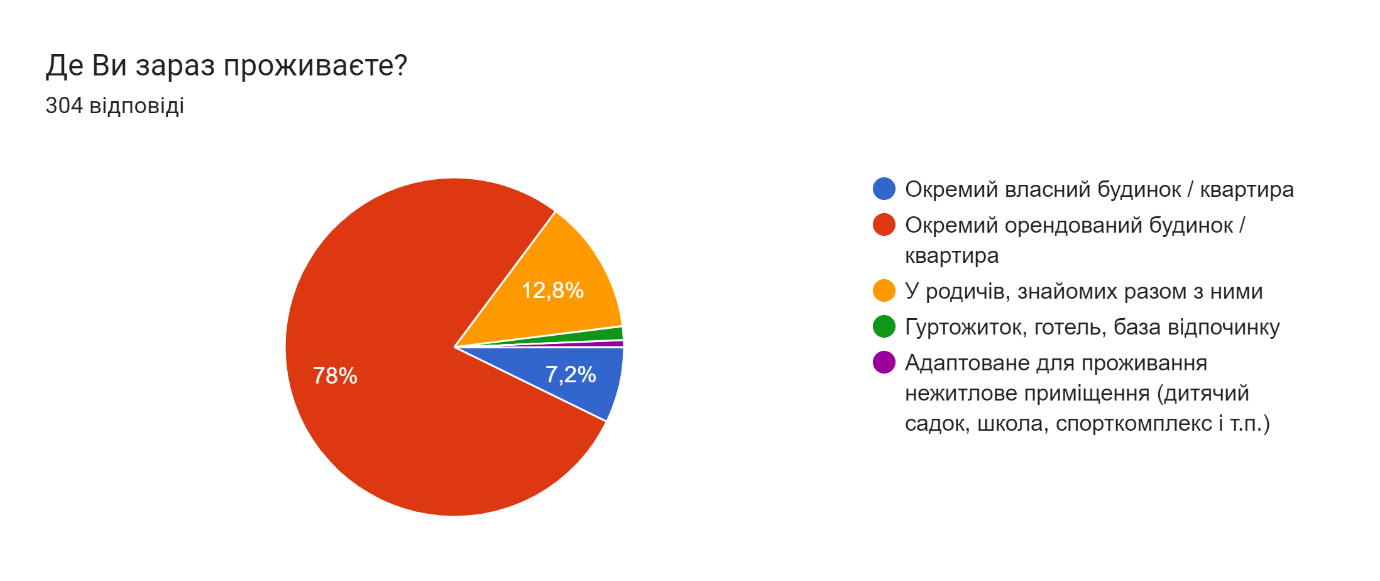 Де Ви зараз проживаєте?
304 відповіді
Окремий власний будинок / квартира
Окремий орендований будинок /
квартира
У родичів, знайомих разом з ними
Гуртожиток, готель, база відпочинку
Адаптоване для проживання
нежитлове приміщення (дитячий
садок, школа, спорткомплекс і т.п.)
12,8%
7,2%
78%